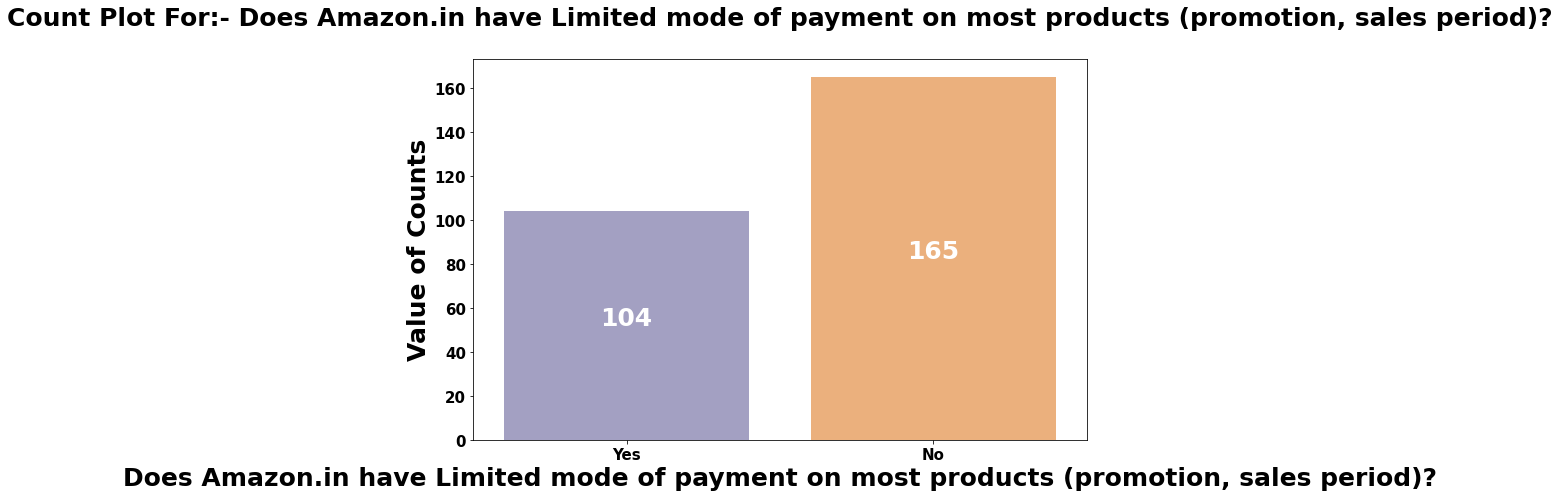 Count Plot For:- Does Amazon.in have Limited mode of payment on most products (promotion, sales period)?
Value of Counts
160
140
120
100
80
60
40
20
0
104
165
Yes
No
Does Amazon.in have Limited mode of payment on most products (promotion, sales period)?